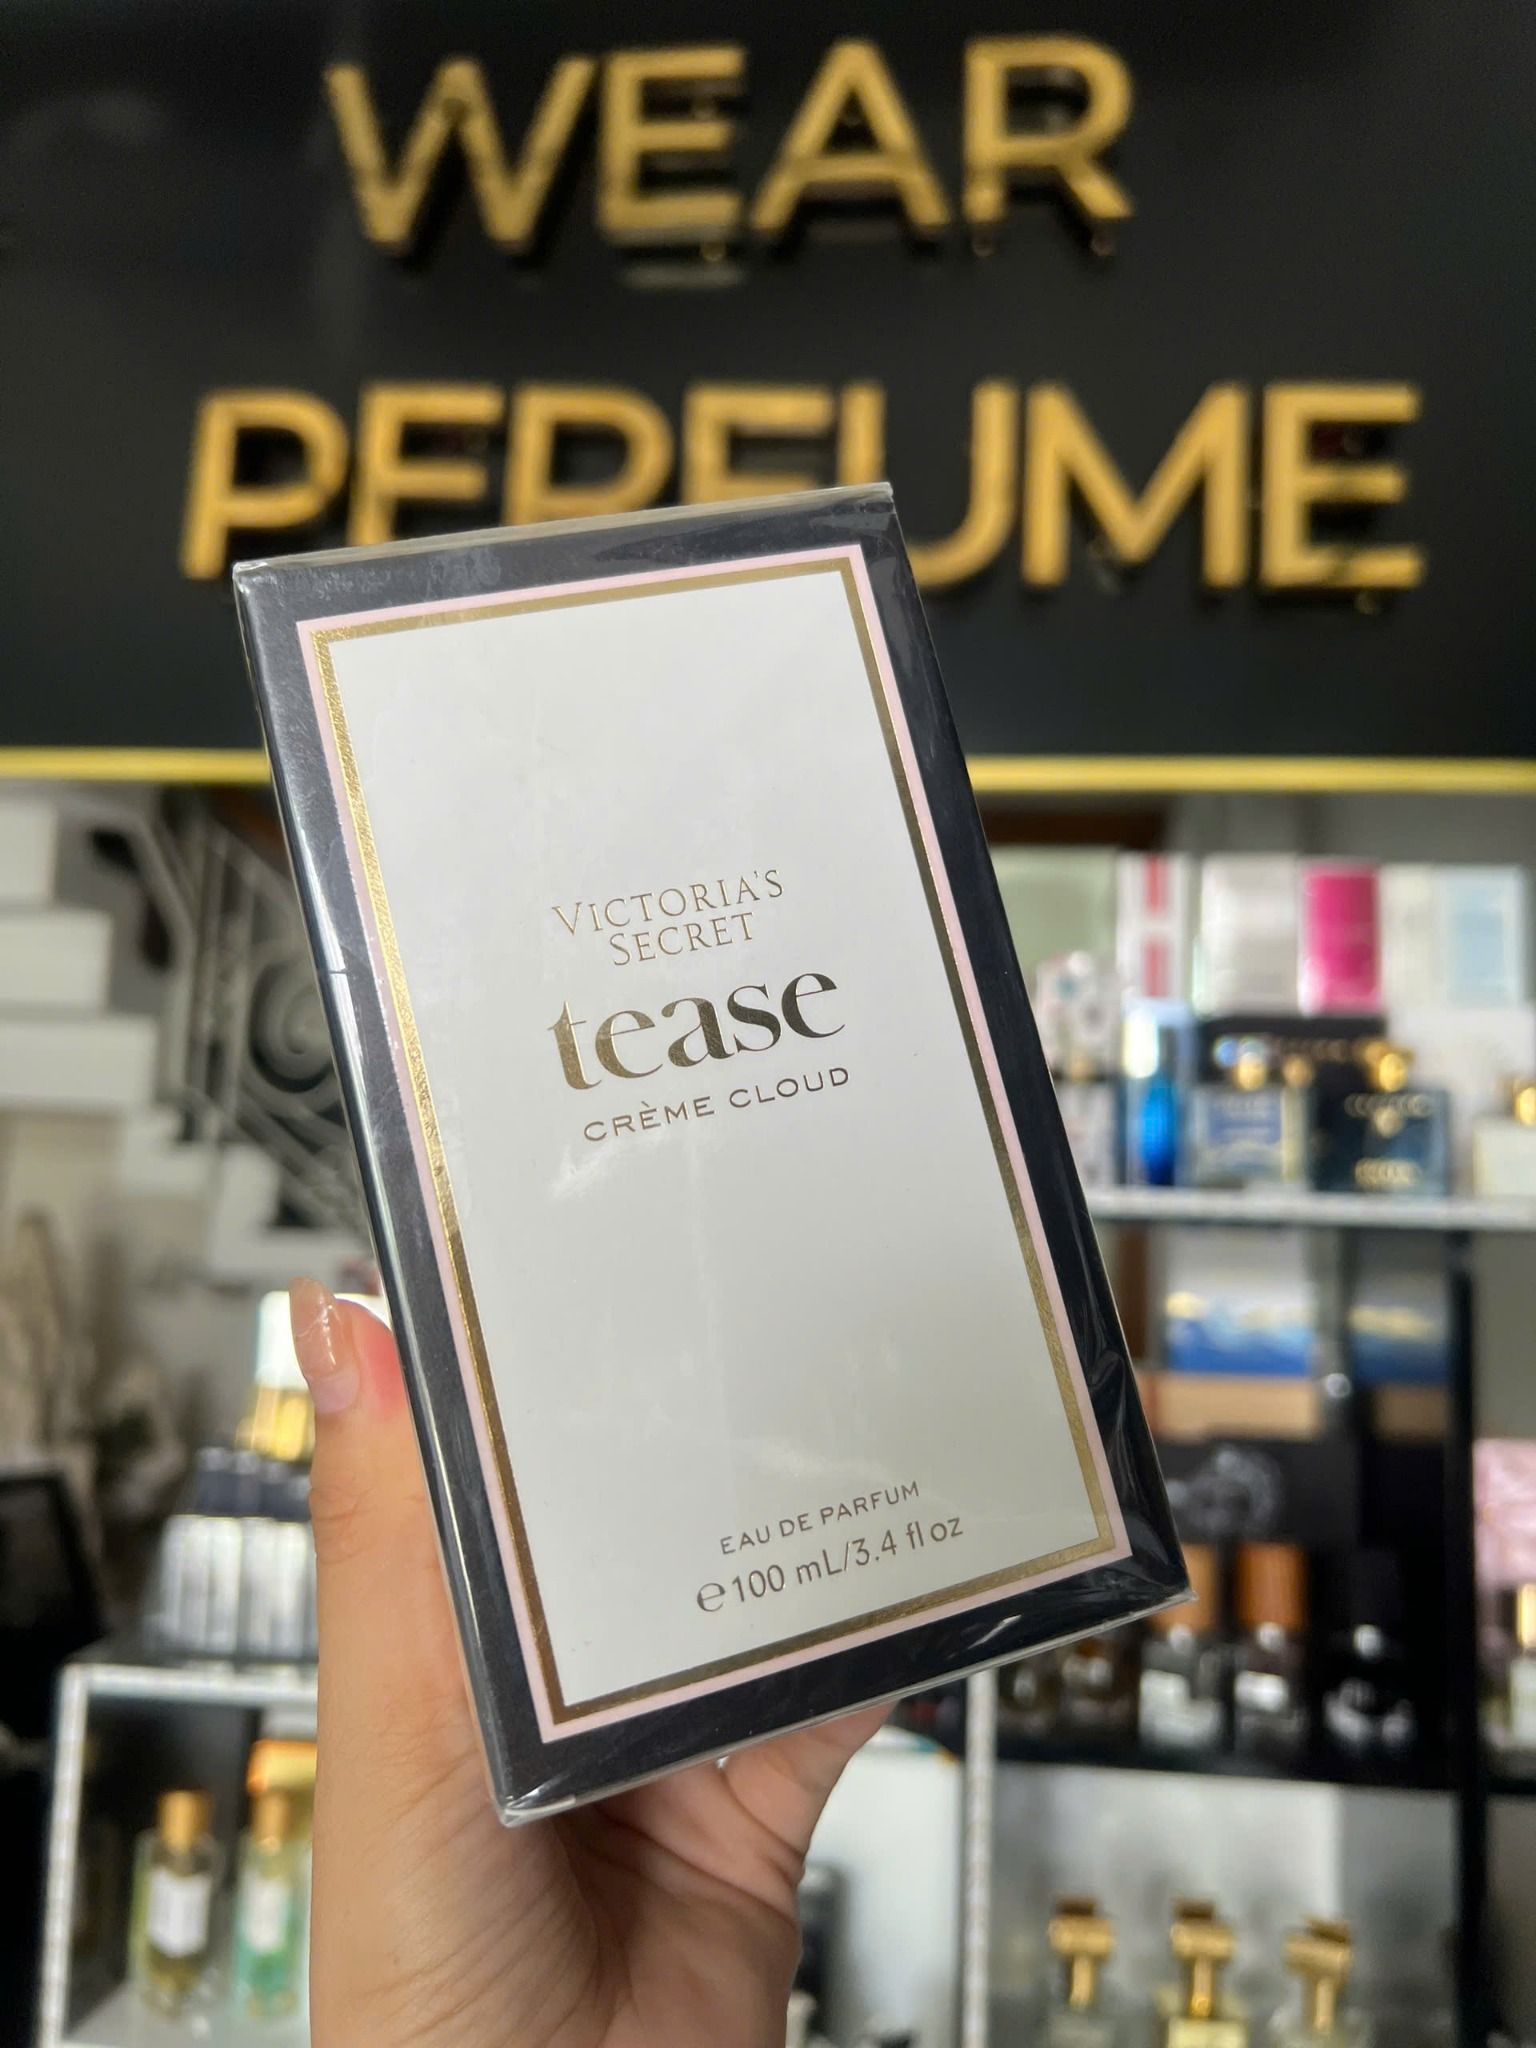 WEAR
PERFUME
VICTORIA'S
SECRET
tease
CRÈME CLOUD
EAU DE PARFUM
℮100 mL/3.4 fl oz